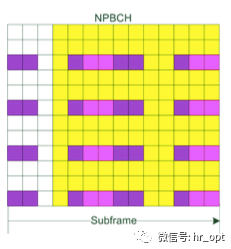 NPBCH
Subframe
微信号: hr_opt